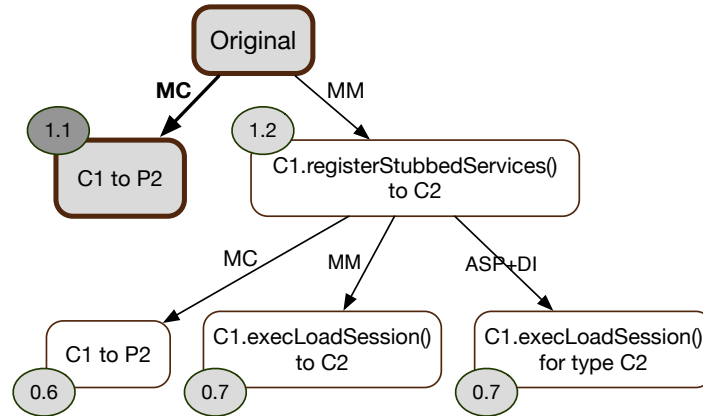 Original
MC
MM
1.1
1.2
C1 to P2
C1.registerStubbedServices()
to C2
MC
MM
ASP+DI
C1 to P2
C1.execLoadSession()
to C2
C1.execLoadSession()
for type C2
0.6
0.7
0.7